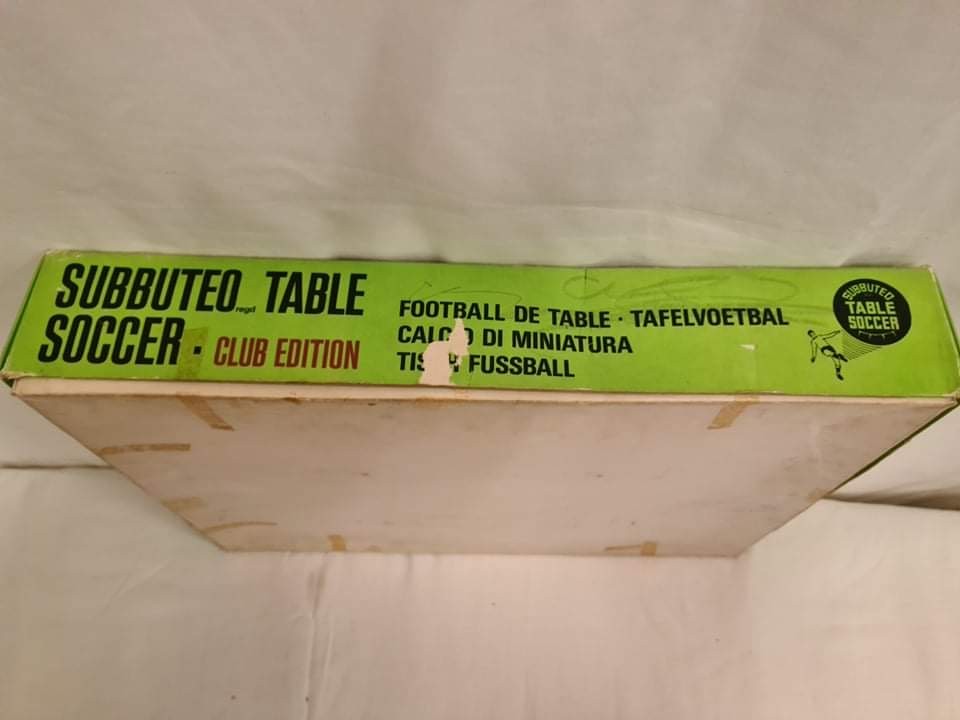 SUBBUTEO regd TABLE
SOCCER. CLUB EDITION
FOOTBALL DE TABLE · TAFELVOETBAL
DI MINIATURA
FUSSBALL
SUBBUTEO
TABLE
SOCCER